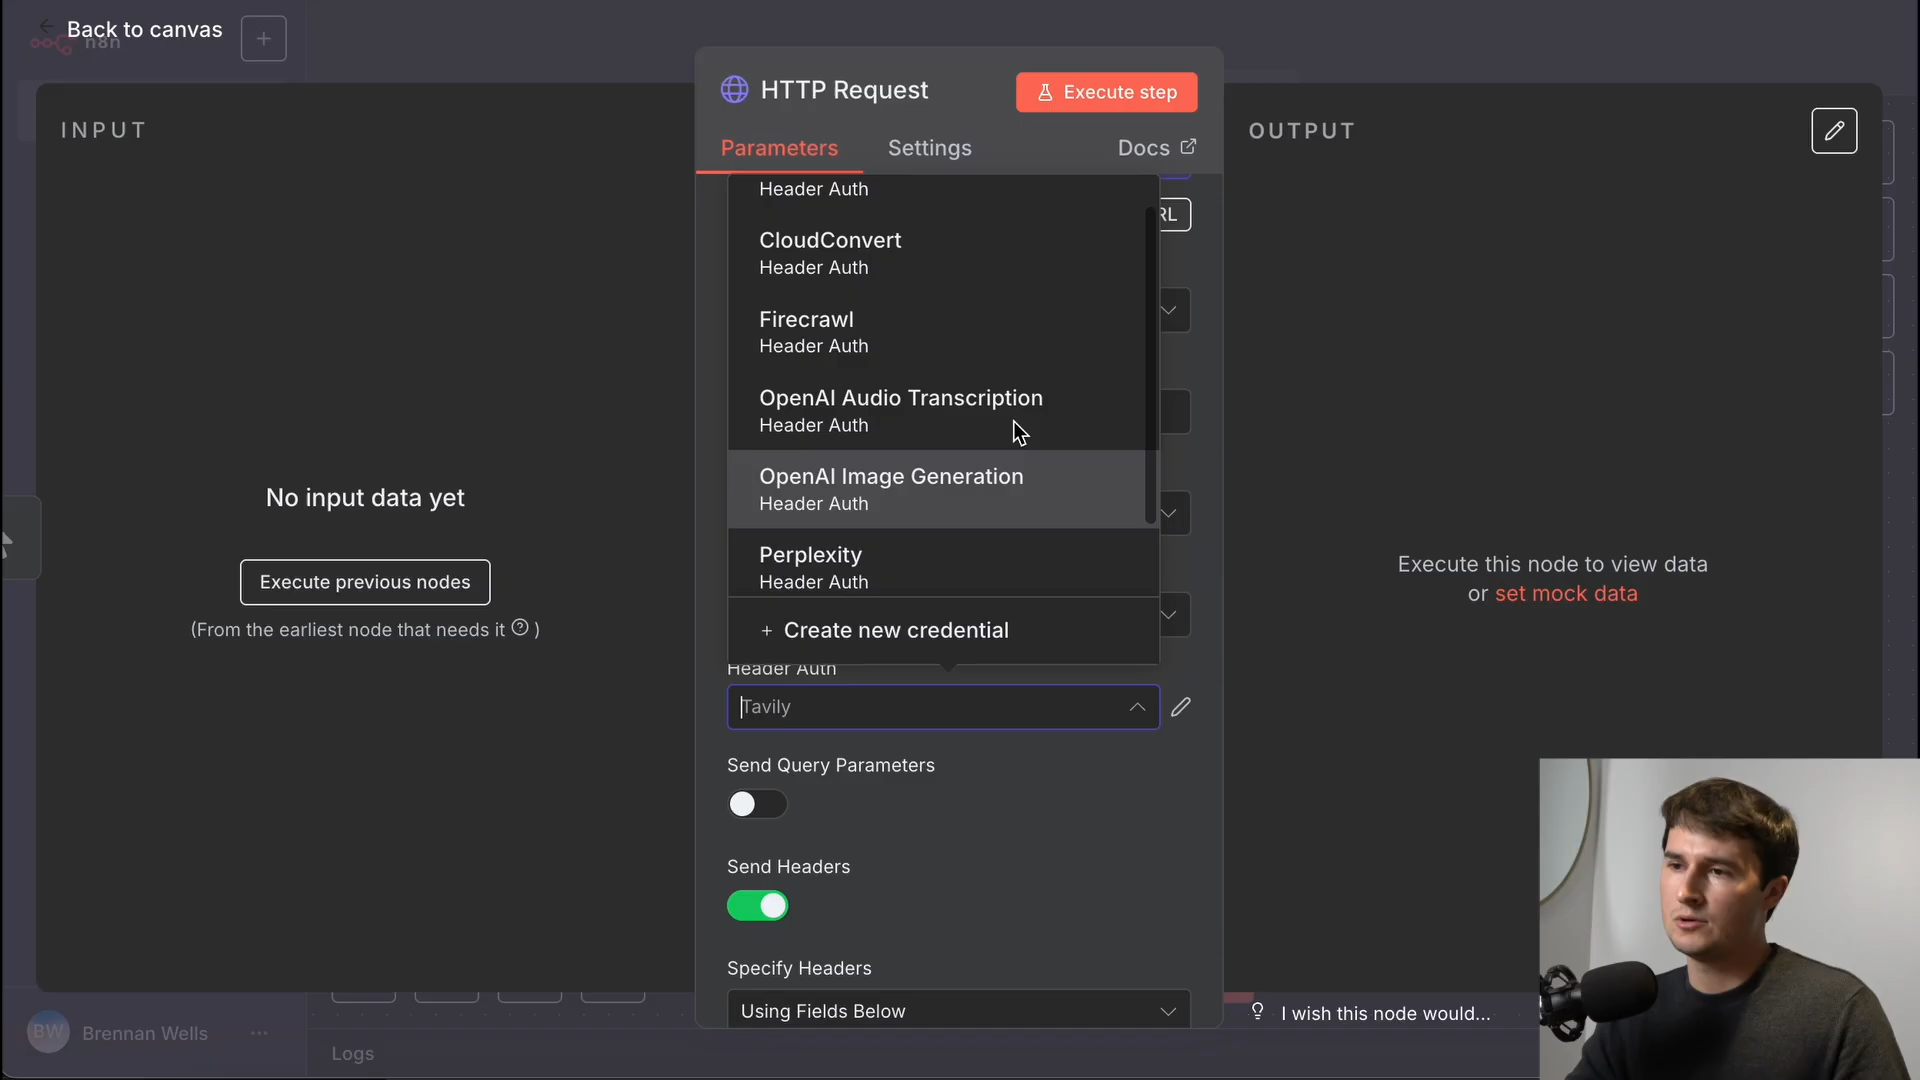 Back to canvas
n8n
+
INPUT
No input data yet
Execute previous nodes
(From the earliest node that needs it ? )
HTTP Request
Execute step
Parameters
Settings
Docs
RL
Header Auth
CloudConvert
Header Auth
Firecrawl
Header Auth
OpenAI Audio Transcription
Header Auth
OpenAI Image Generation
Header Auth
Perplexity
Header Auth
+ Create new credential
Header Auth
Tavily
Send Query Parameters
Send Headers
Specify Headers
Using Fields Below
OUTPUT
Execute this node to view data
or set mock data
I wish this node would...
BW
Brennan Wells
...
Logs